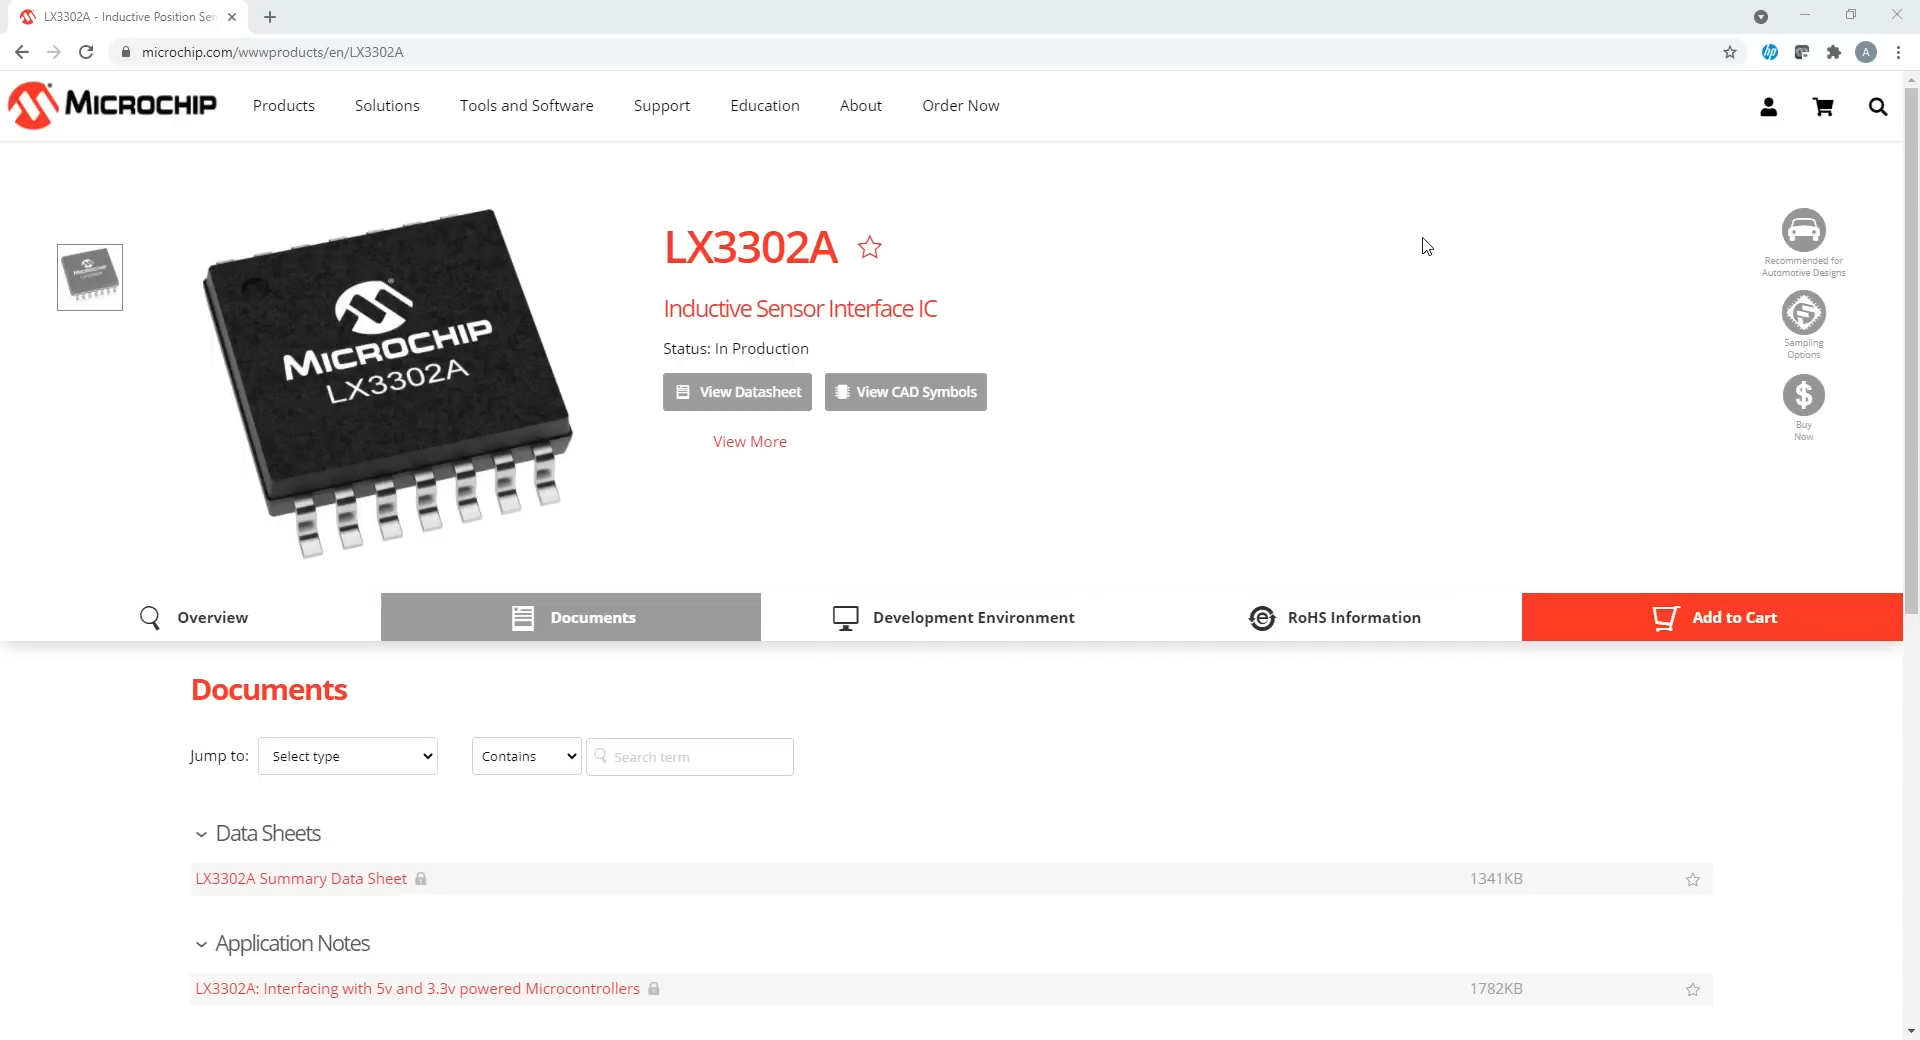 LX3302A - Inductive Position Sen
microchip.com/wwwproducts/en/LX3302A
hp
A
MICROCHIP
Products
Solutions
Tools and Software
Support
Education
About
Order Now
MICROCHIP
LX3302A
LX3302A
Inductive Sensor Interface IC
Status: In Production
View Datasheet
View CAD Symbols
View More
Recommended for
Automotive Designs
Sampling
Options
$
Buy
Now
Overview
Documents
Development Environment
RoHS Information
Add to Cart
Documents
Jump to:
Select type
Contains
Search term
Data Sheets
LX3302A Summary Data Sheet
1341KB
Application Notes
LX3302A: Interfacing with 5v and 3.3v powered Microcontrollers
1782KB